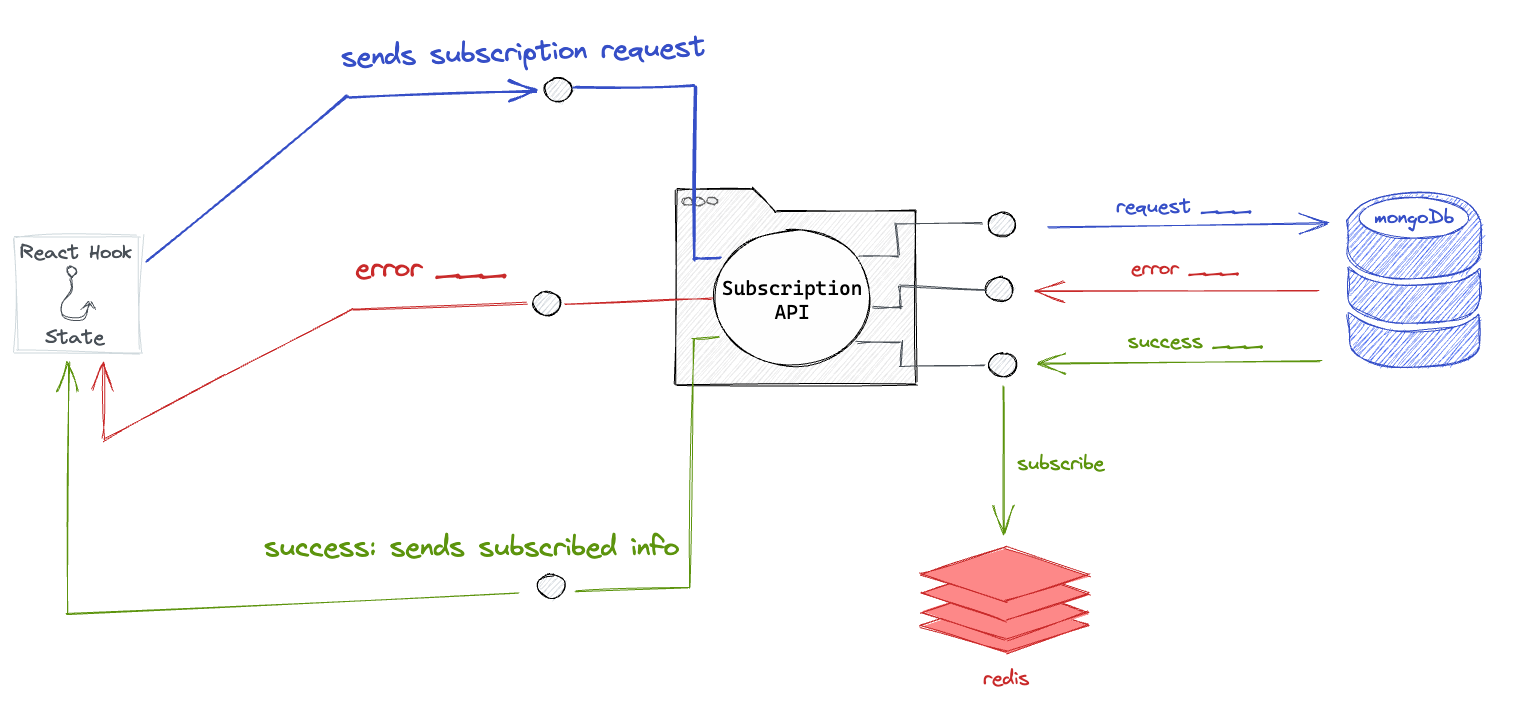 sends subscription request
request
mongoDb
React Hook
State
error
error
Subscription
API
success
subscribe
success: sends subscribed info
redis